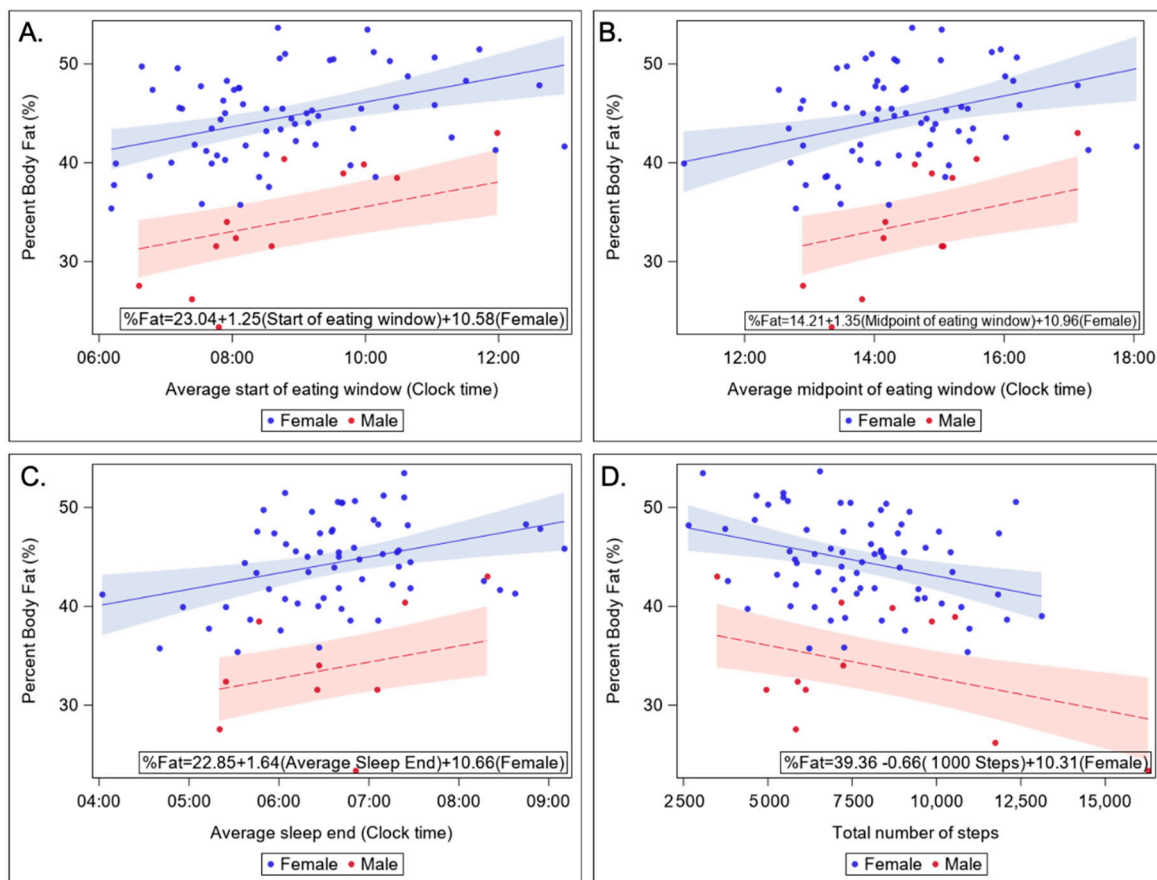 A.
Percent Body Fat (%)
50
40
30
%Fat=23.04+1.25(Start of eating window)+10.58(Female)
06:00 08:00 10:00 12:00
Average start of eating window (Clock time)
Female Male
B.
Percent Body Fat (%)
50
40
30
%Fat=14.21+1.35(Midpoint of eating window)+10.96(Female)
12:00 14:00 16:00 18:00
Average midpoint of eating window (Clock time)
Female Male
C.
Percent Body Fat (%)
50
40
30
%Fat=22.85+1.64(Average Sleep End)+10.66(Female)
04:00 05:00 06:00 07:00 08:00 09:00
Average sleep end (Clock time)
Female Male
D.
Percent Body Fat (%)
50
40
30
%Fat=39.36 -0.66( 1000 Steps)+10.31(Female)
2500 5000 7500 10,000 12,500 15,000
Total number of steps
Female Male